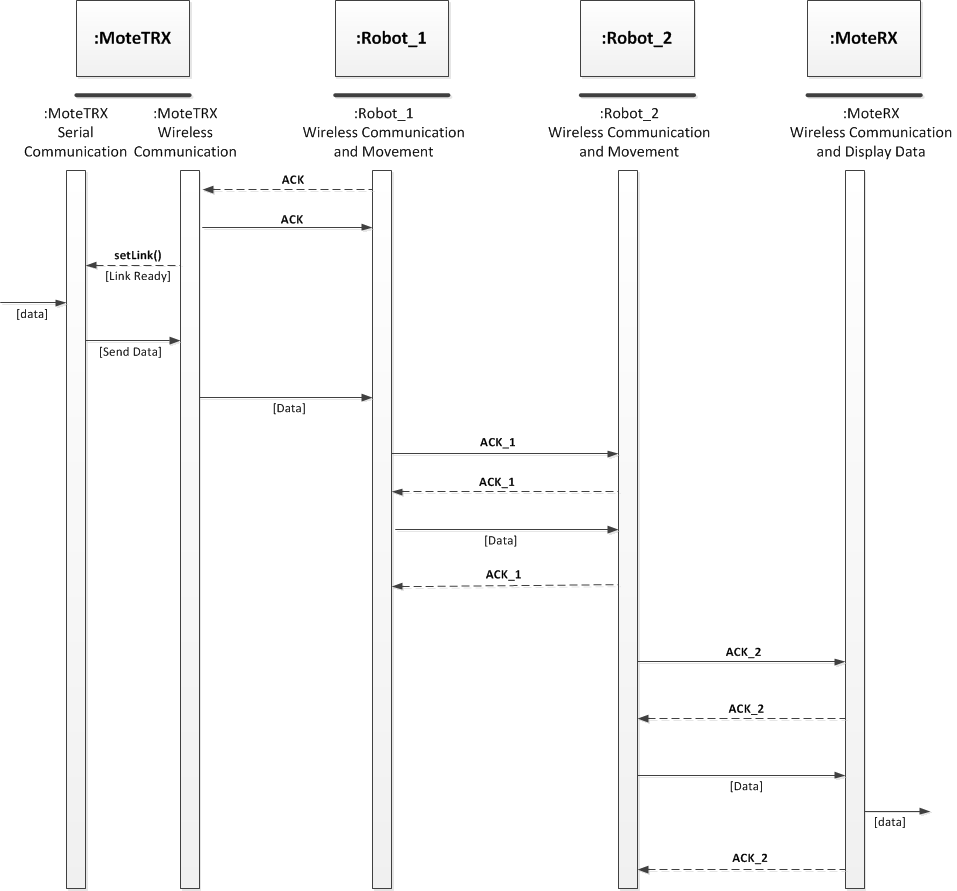 :MoteTRX
:Robot_1
:Robot_2
:MoteRX
:MoteTRX
Serial
Communication
:MoteTRX
Wireless
Communication
:Robot_1
Wireless Communication
and Movement
:Robot_2
Wireless Communication
and Movement
:MoteRX
Wireless Communication
and Display Data
ACK
ACK
setLink()
[Link Ready]
[data]
[Send Data]
[Data]
ACK_1
ACK_1
[Data]
ACK_1
ACK_2
ACK_2
[Data]
[data]
ACK_2